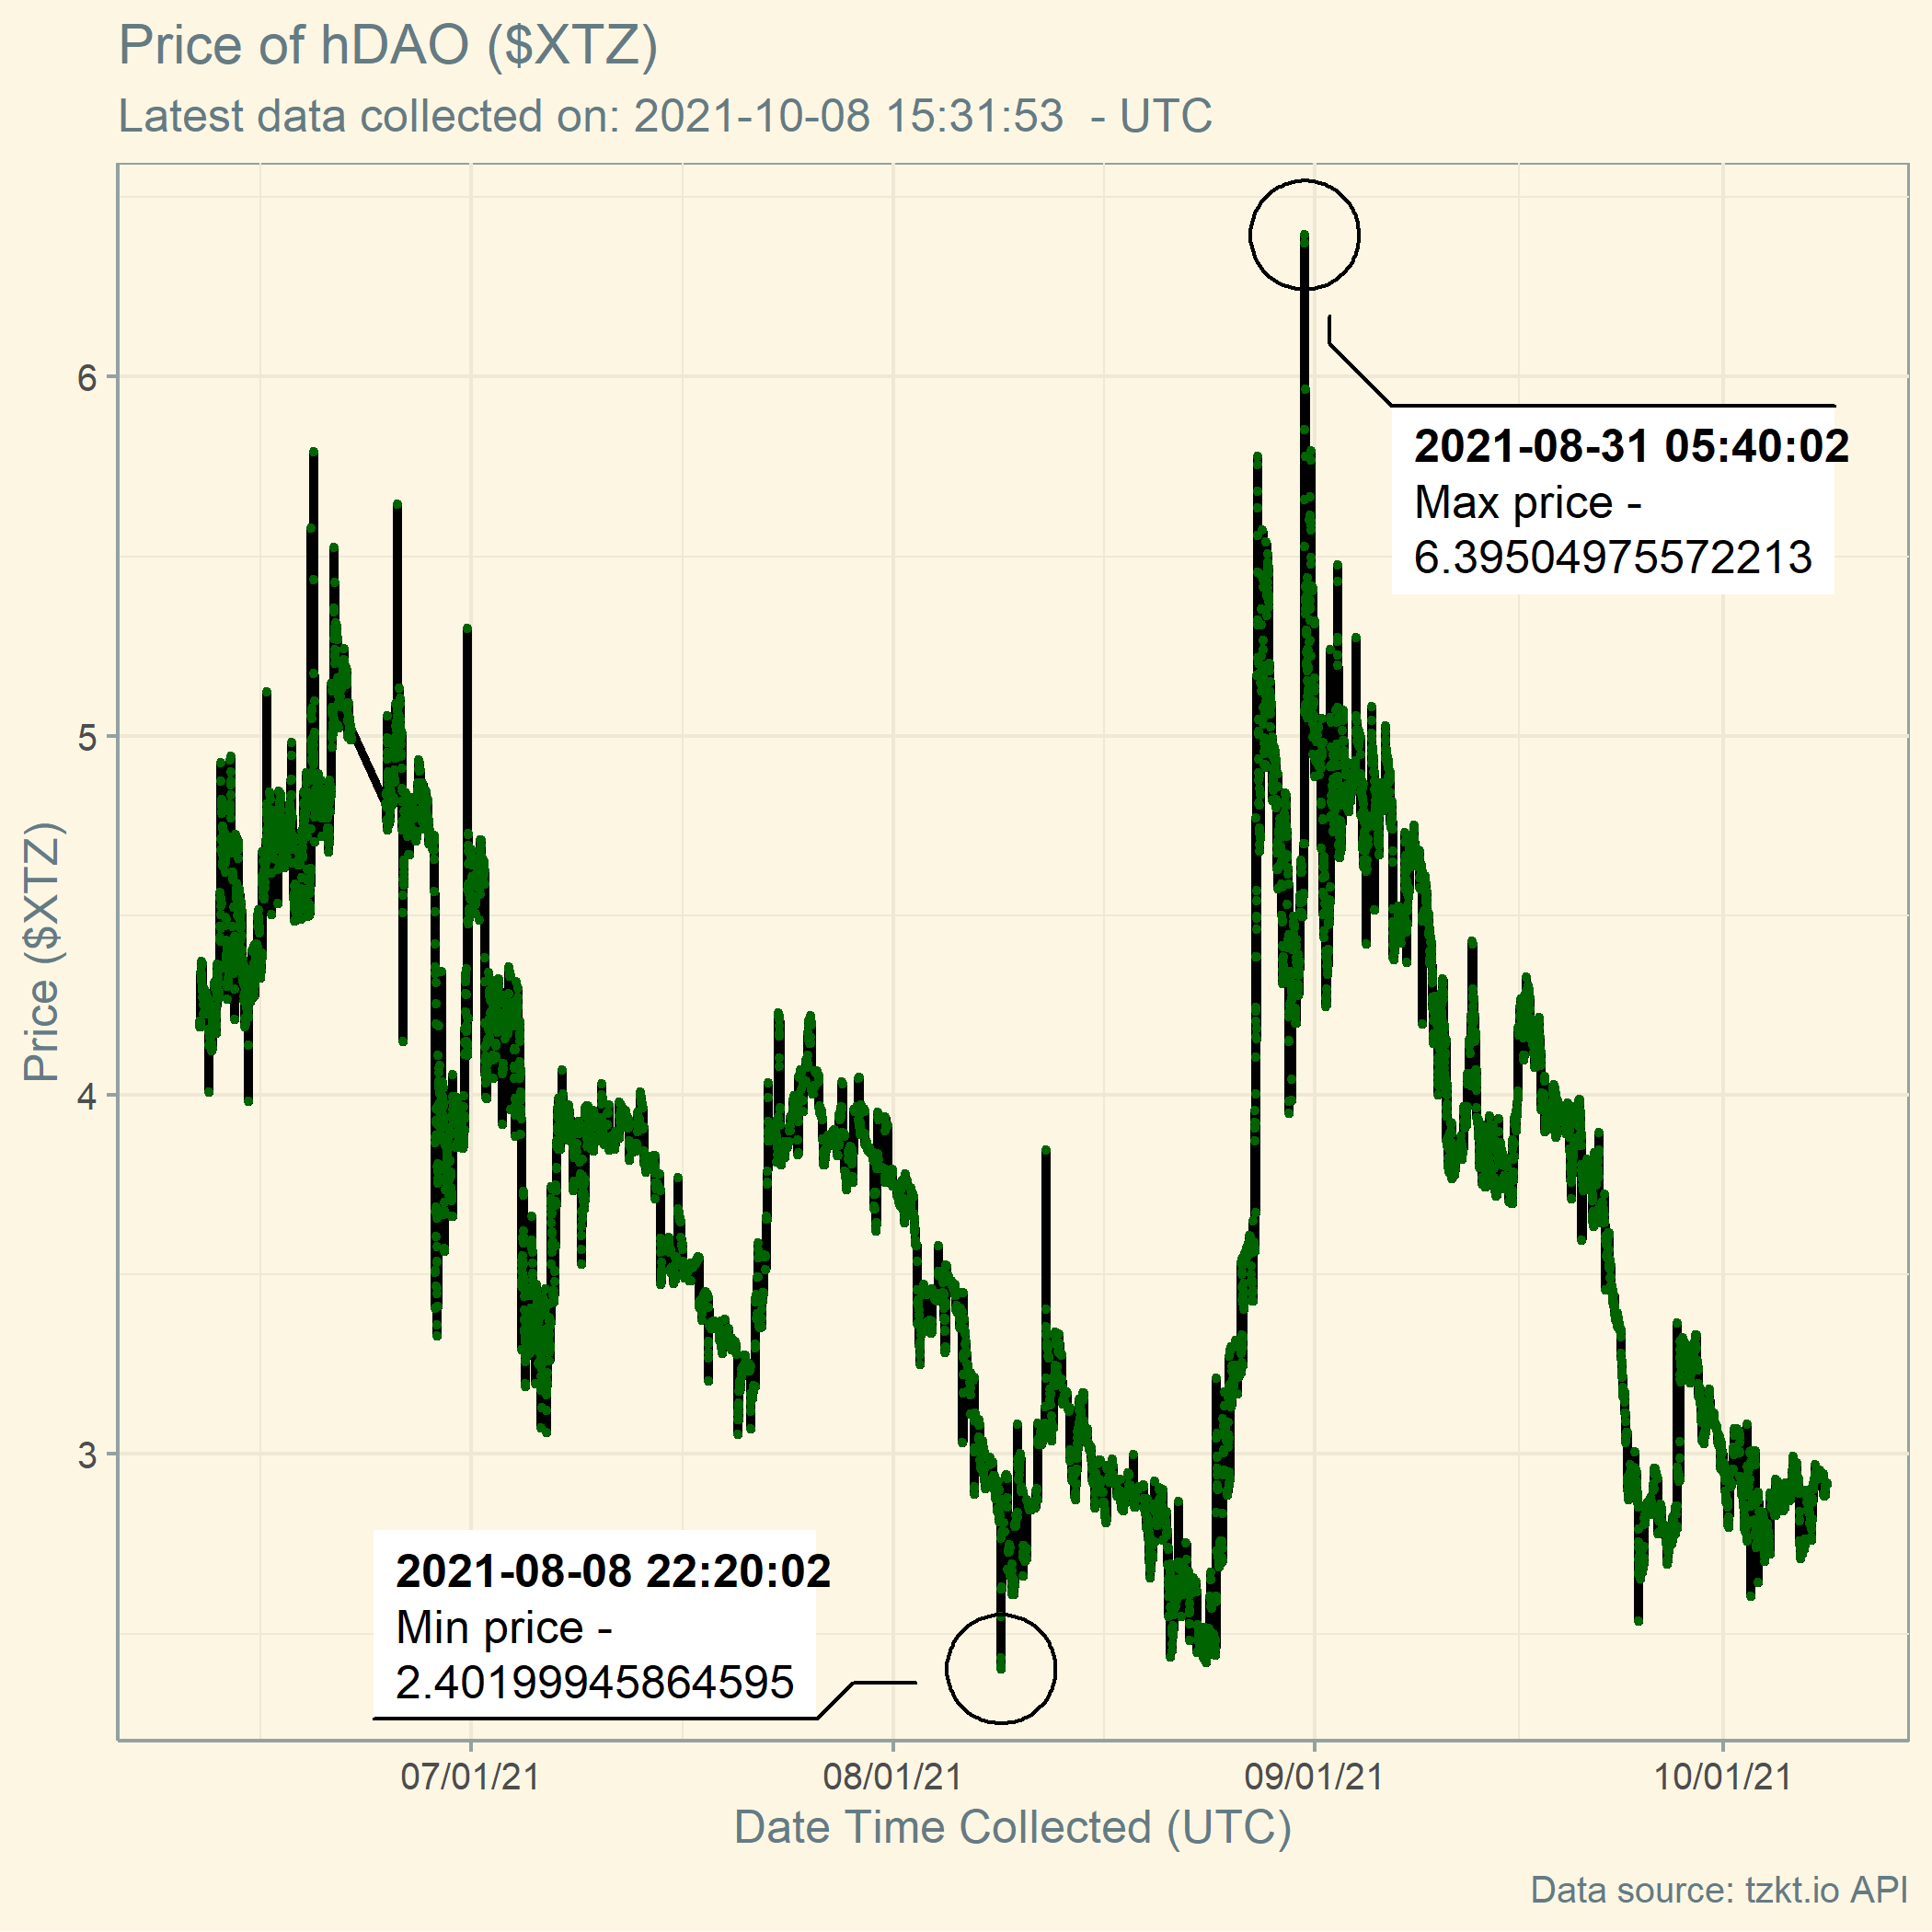 Price of hDAO ($XTZ)
Latest data collected on: 2021-10-08 15:31:53  - UTC
6
5
4
3
Price ($XTZ)
2021-08-31 05:40:02
Max price -
6.39504975572213
2021-08-08 22:20:02
Min price -
2.40199945864595
07/01/21
08/01/21
09/01/21
10/01/21
Date Time Collected (UTC)
Data source: tzkt.io API